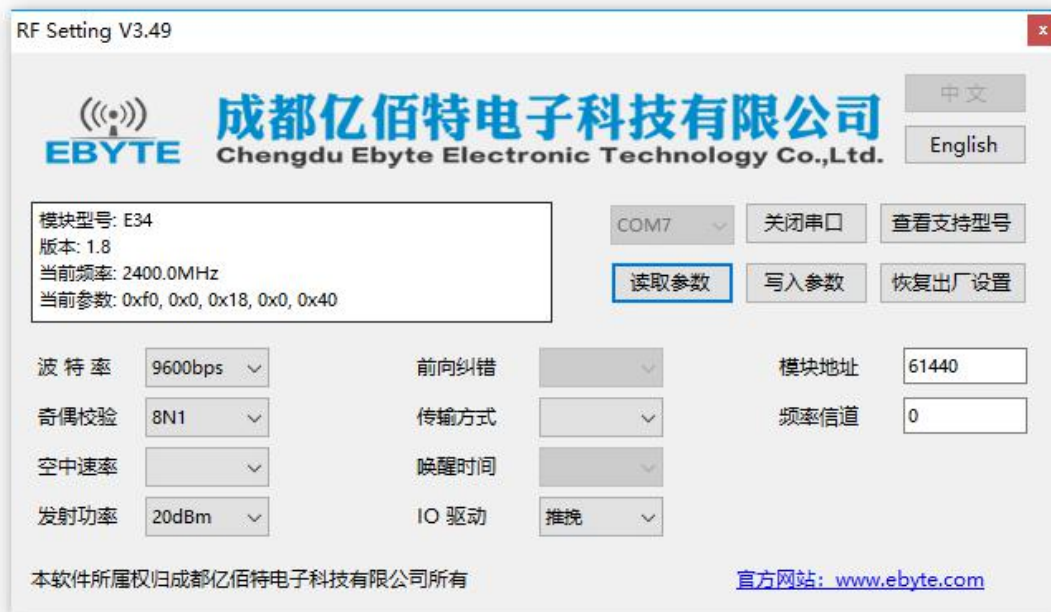 RF Setting V3.49
x
中文
EBYTE
成都亿佰特电子科技有限公司
Chengdu Ebyte Electronic Technology Co.,Ltd.
English
模块型号: E34
版本: 1.8
当前频率: 2400.0MHz
当前参数: 0xf0, 0x0, 0x18, 0x0, 0x40
COM7 关闭串口 查看支持型号
读取参数 写入参数 恢复出厂设置
波特率 9600bps 前向纠错 模块地址 61440
奇偶校验 8N1 传输方式 频率信道 0
空中速率 唤醒时间
发射功率 20dBm IO 驱动 推挽
本软件所属权归成都亿佰特电子科技有限公司所有 官方网站：www.ebyte.com